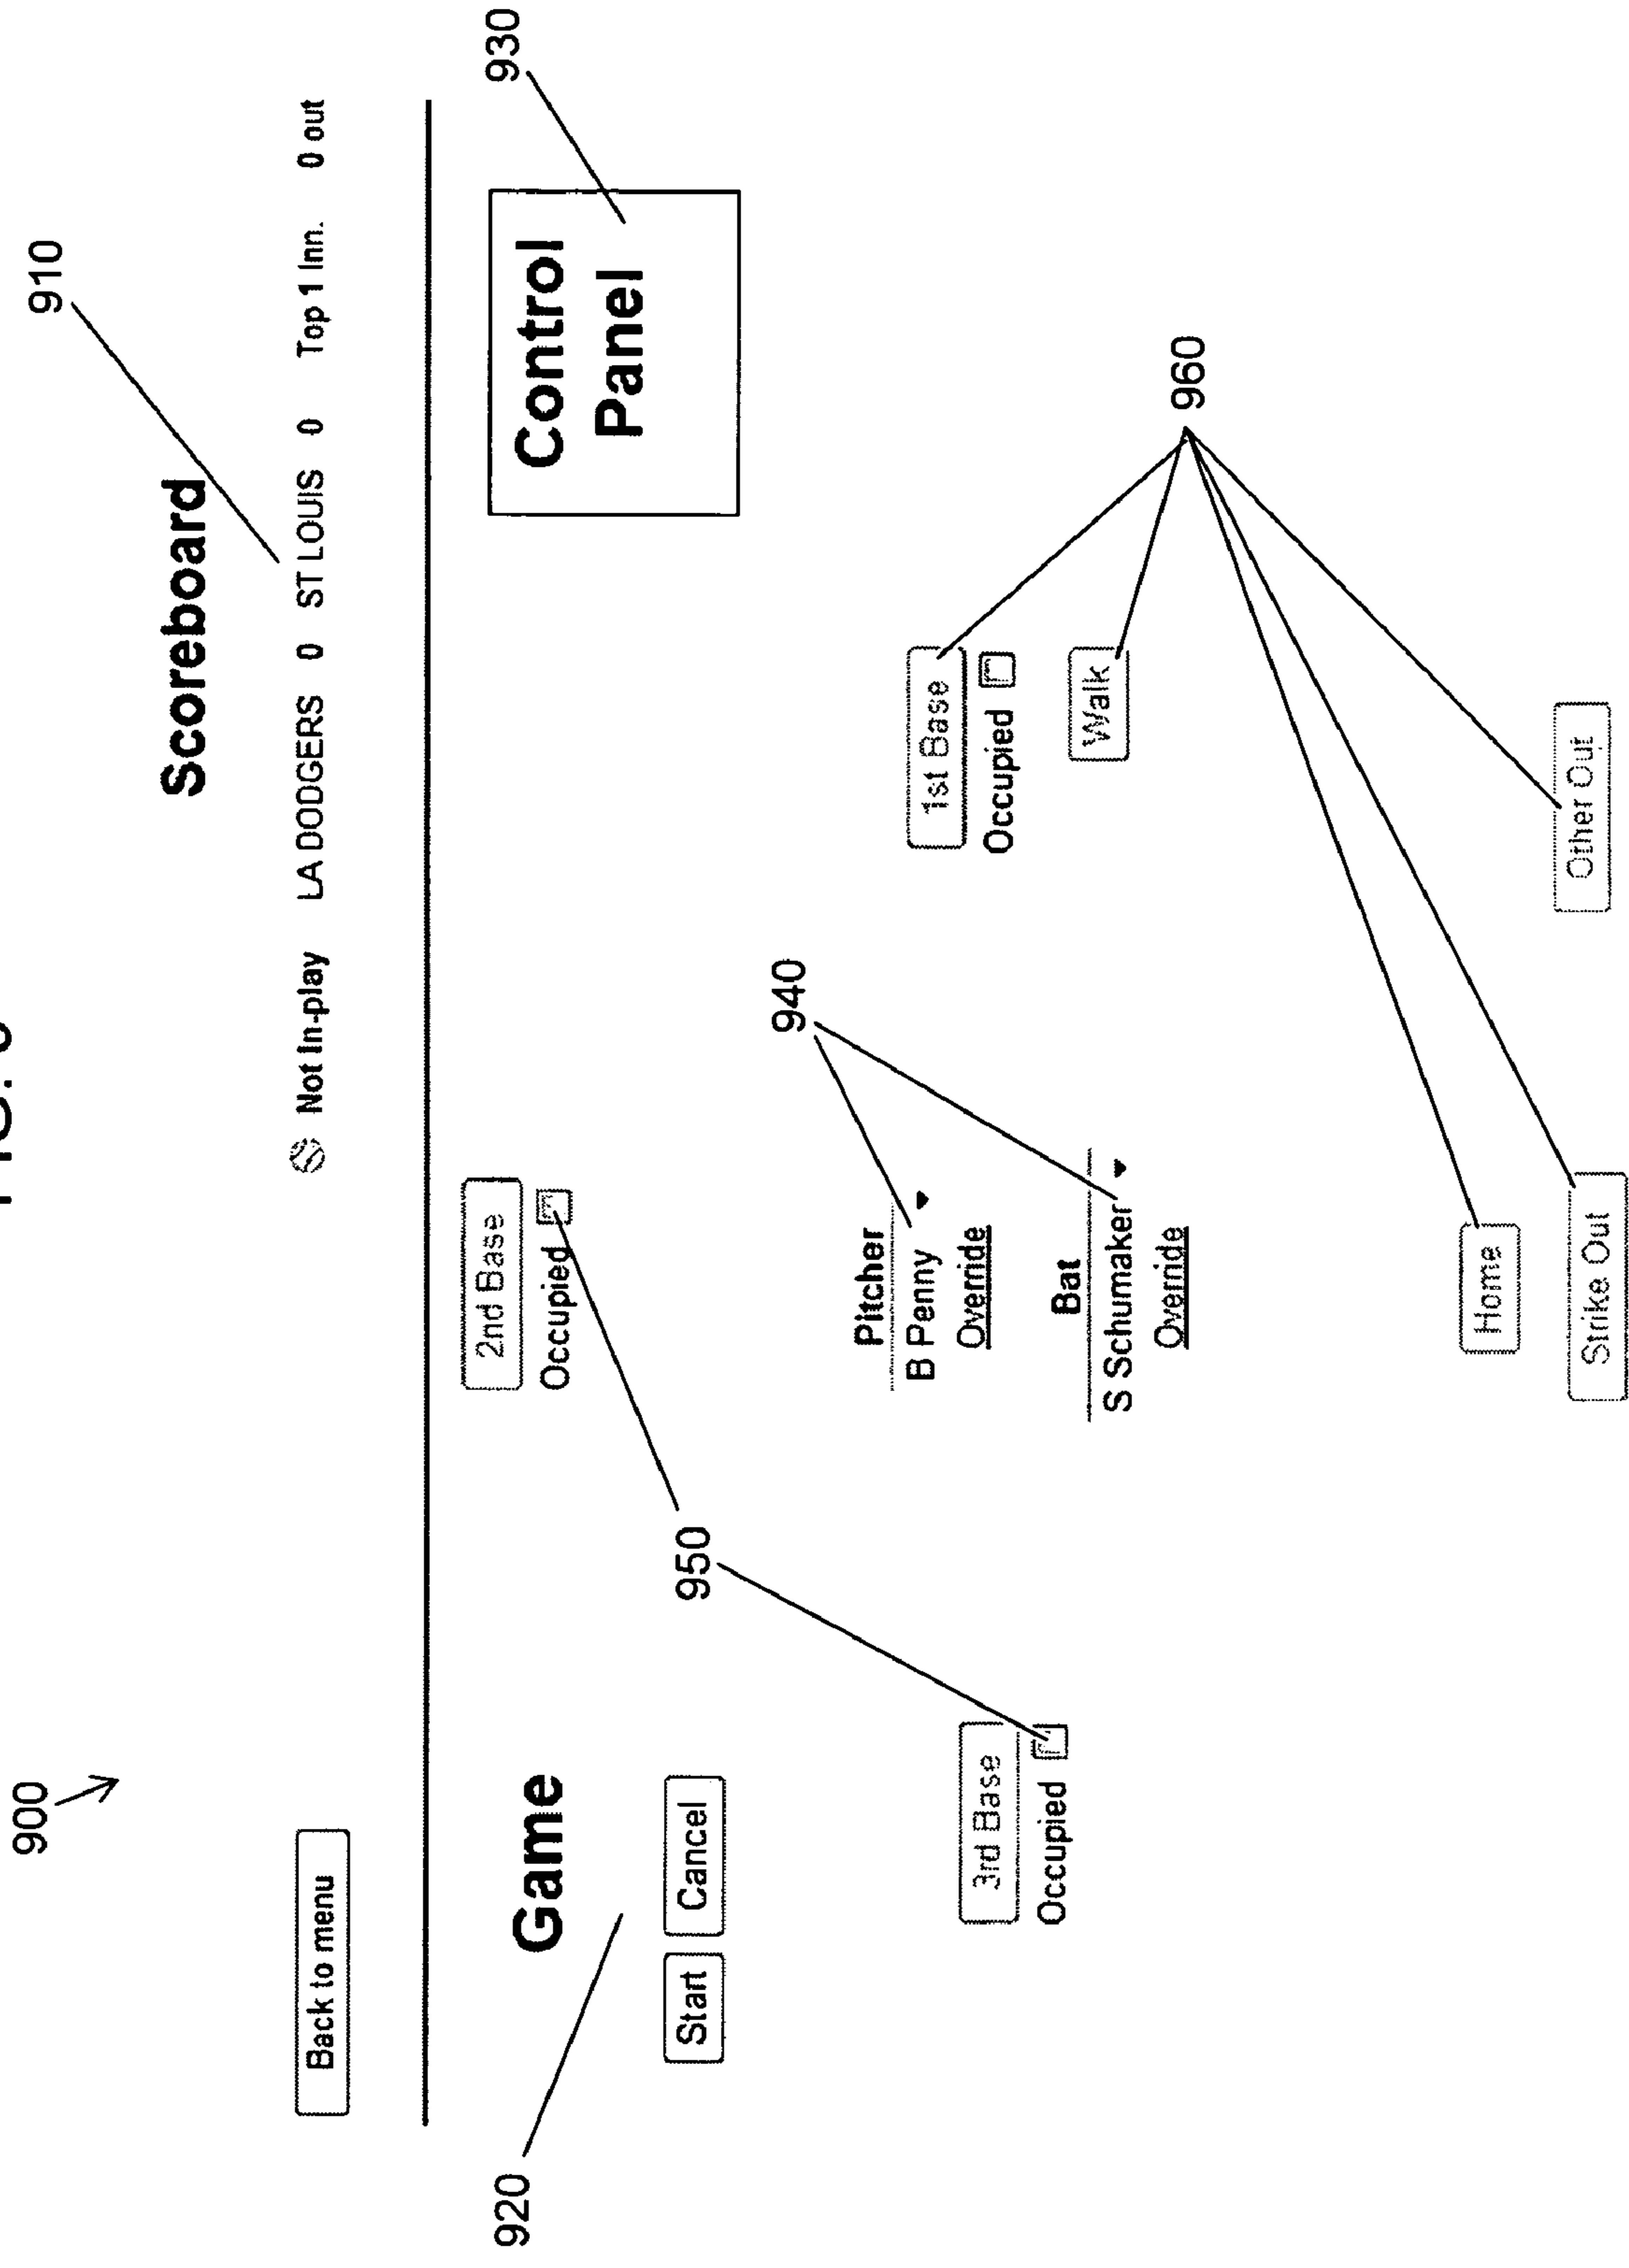 900
910
Scoreboard
Back to menu
Not In-play LA DODGERS 0 ST LOUIS 0 Top 1 Inn. 0 out
920
930
Game
2nd Base
Control
Panel
Occupied
Start Cancel
950
940
Pitcher
B Penny
Override
1st Base
Occupied
3rd Base
Occupied
Bat
S Schumaker
Override
Walk
960
Home
Strike Out
Other Out